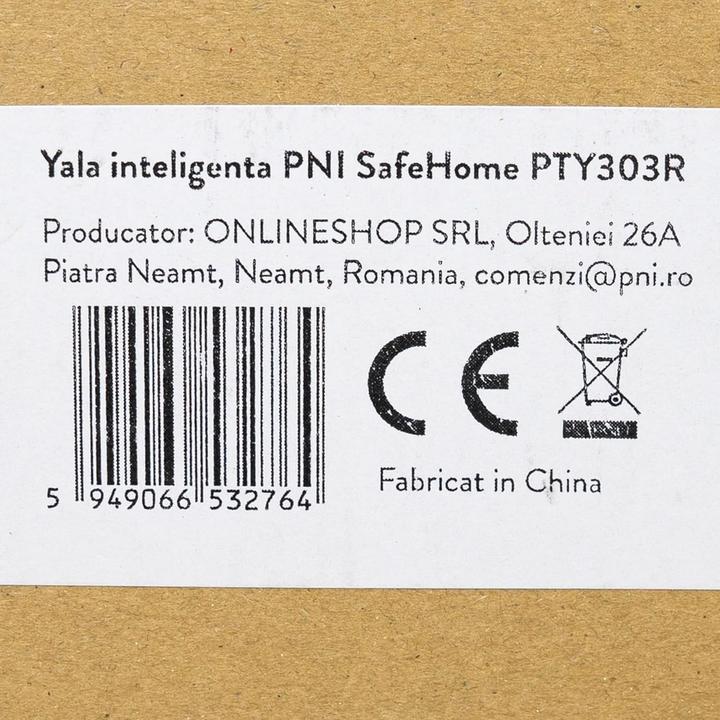 Yala inteligenta PNI SafeHome PTY303R
Producator: ONLINESHOP SRL, Olteniei 26A
Piatra Neamt, Neamt, Romania, comenzi@pni.ro
CE
Fabricat in China
5 949066 532764